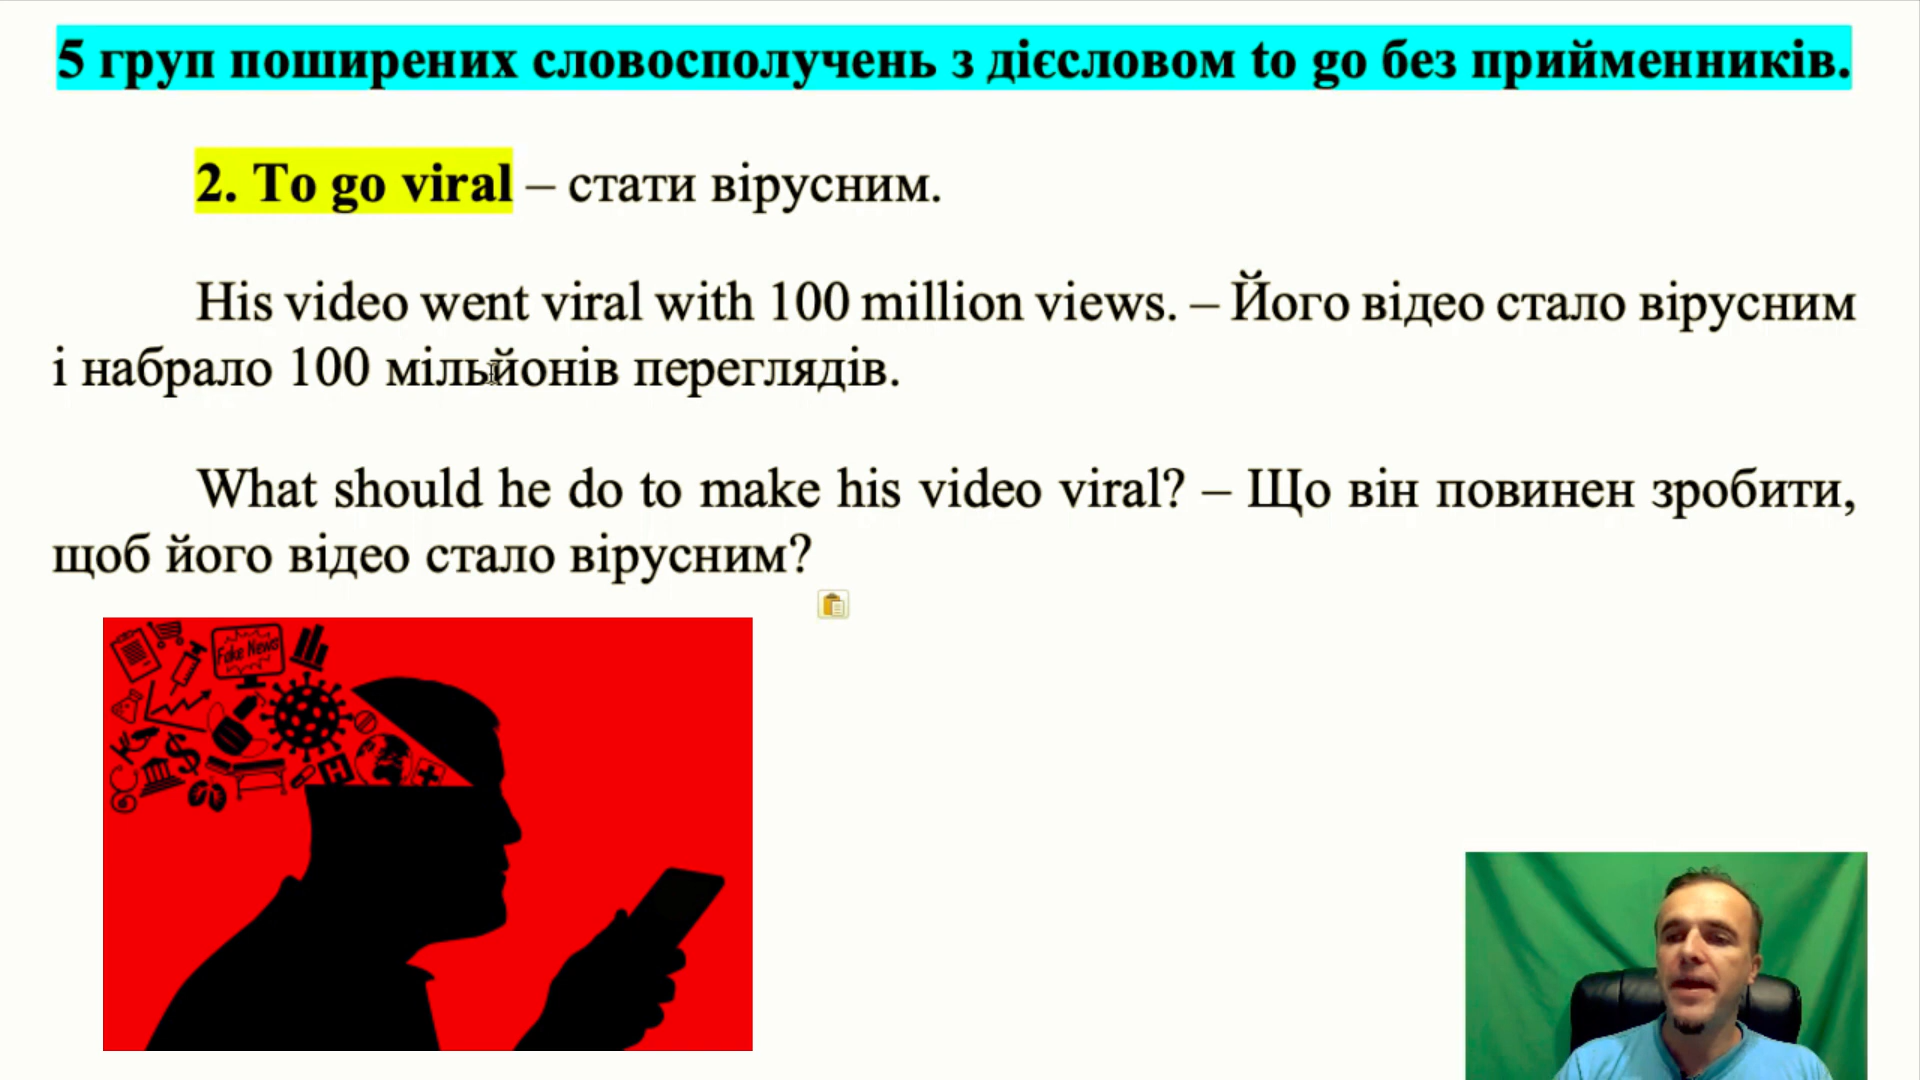 5 груп поширених словосполучень з дієсловом to go без прийменників.
2. To go viral – стати вірусним.
His video went viral with 100 million views. – Його відео стало вірусним
і набрало 100 мільйонів переглядів.
What should he do to make his video viral? – Що він повинен зробити,
щоб його відео стало вірусним?
Fake News
H